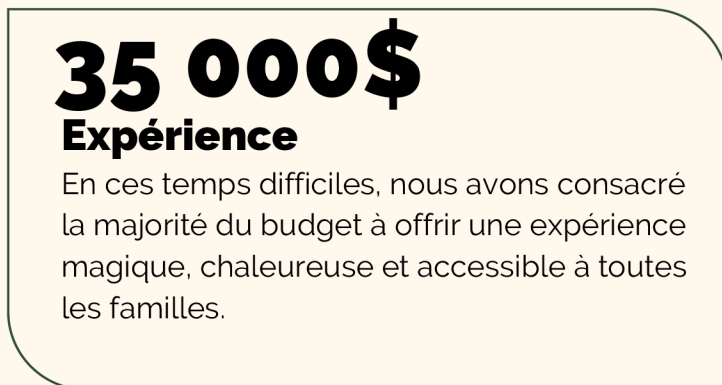 35 000$
Expérience
En ces temps difficiles, nous avons consacré
la majorité du budget à offrir une expérience
magique, chaleureuse et accessible à toutes
les familles.